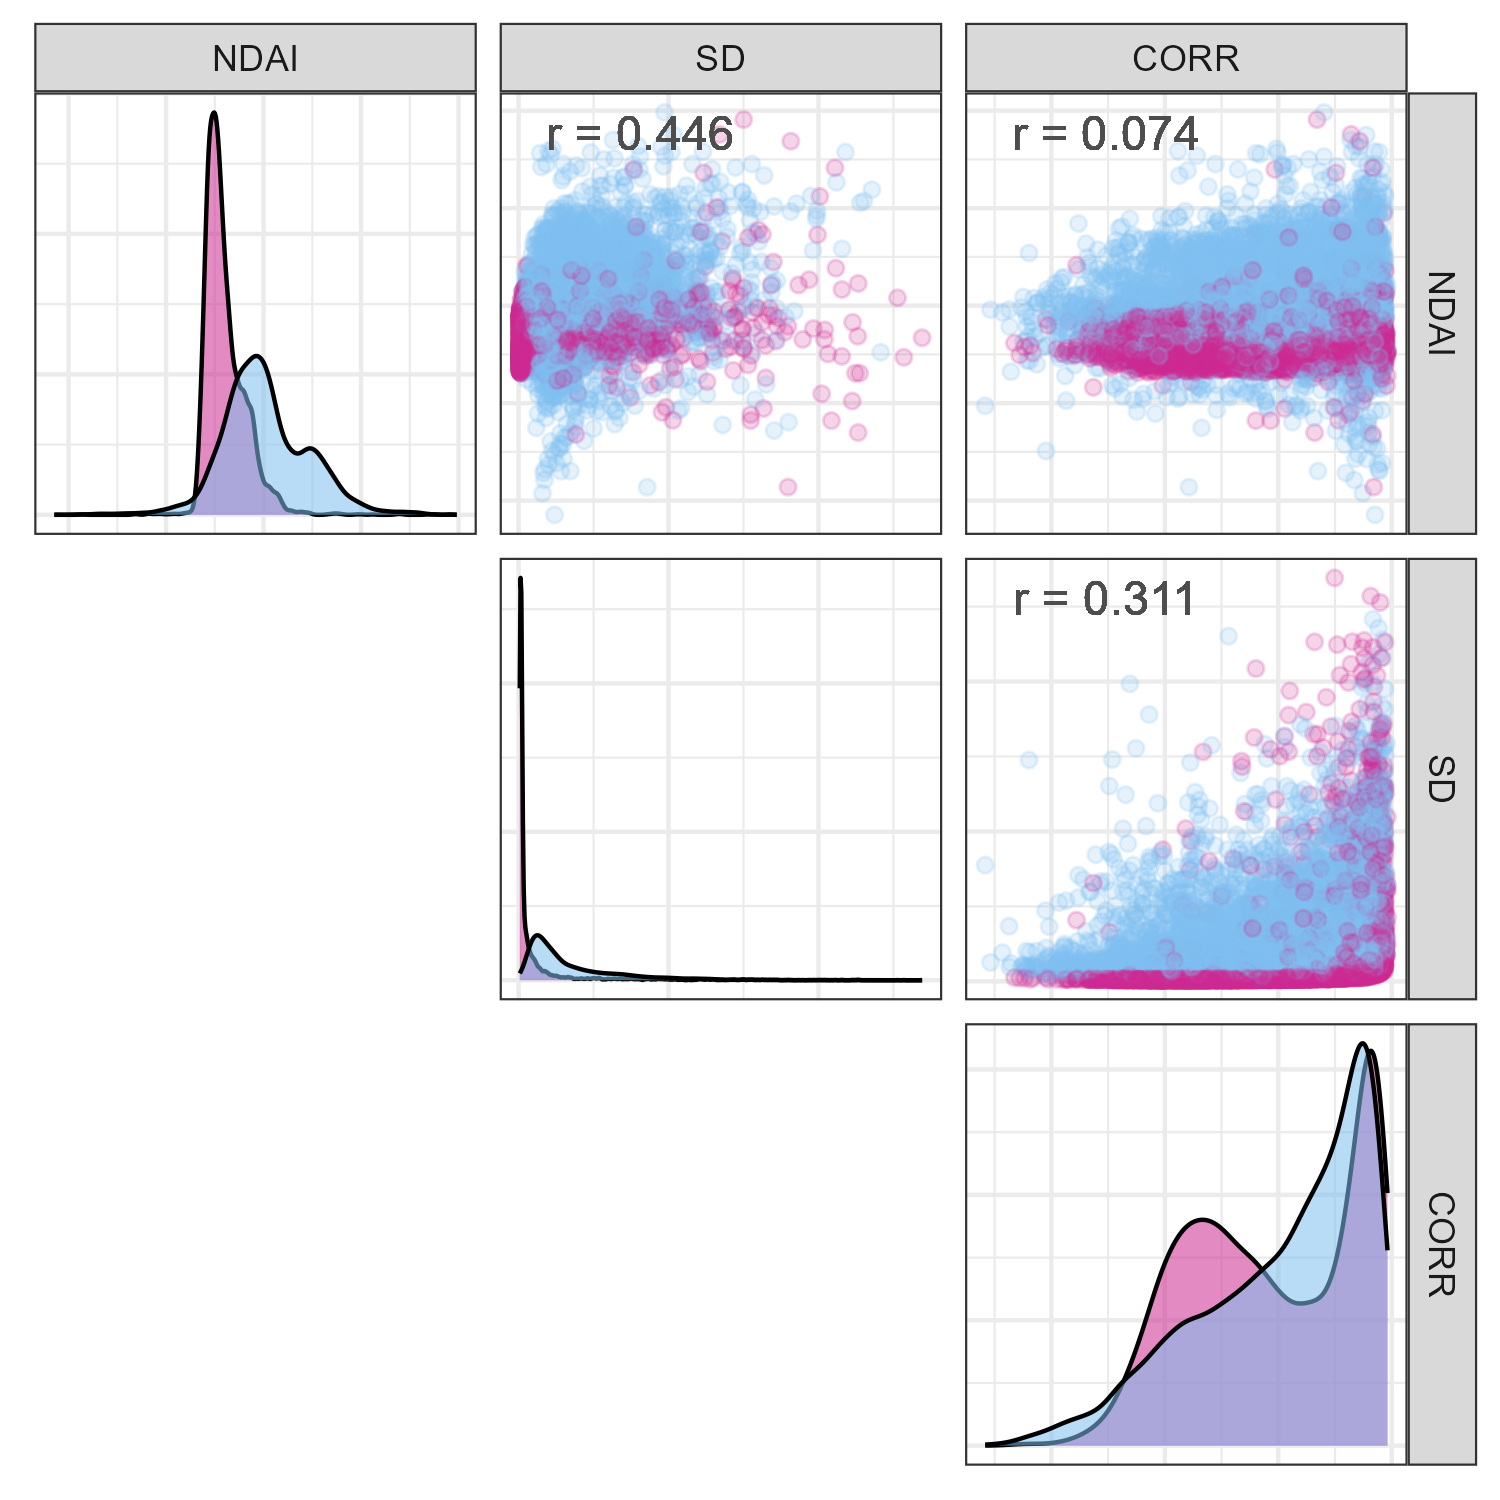 NDAI
SD
CORR
r = 0.446
r = 0.074
NDAI
r = 0.311
SD
CORR